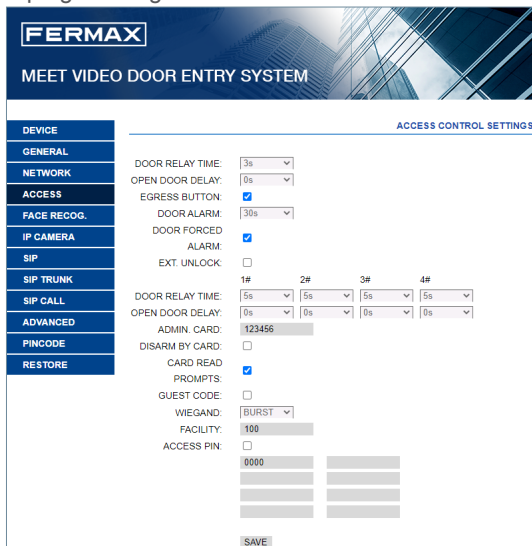 FERMAX
MEET VIDEO DOOR ENTRY SYSTEM
ACCESS CONTROL SETTINGS
DEVICE
GENERAL
NETWORK
ACCESS
FACE RECOG.
IP CAMERA
SIP
SIP TRUNK
SIP CALL
ADVANCED
PINCODE
RESTORE
DOOR RELAY TIME: 3s
OPEN DOOR DELAY: 0s
EGRESS BUTTON:
DOOR ALARM: 30s
DOOR FORCED
ALARM:
EXT. UNLOCK:
1# 2# 3# 4#
DOOR RELAY TIME: 5s 5s 5s 5s
OPEN DOOR DELAY: 0s 0s 0s 0s
ADMIN. CARD: 123456
DISARM BY CARD:
CARD READ
PROMPTS:
GUEST CODE:
WIEGAND: BURST
FACILITY: 100
ACCESS PIN:
0000
SAVE